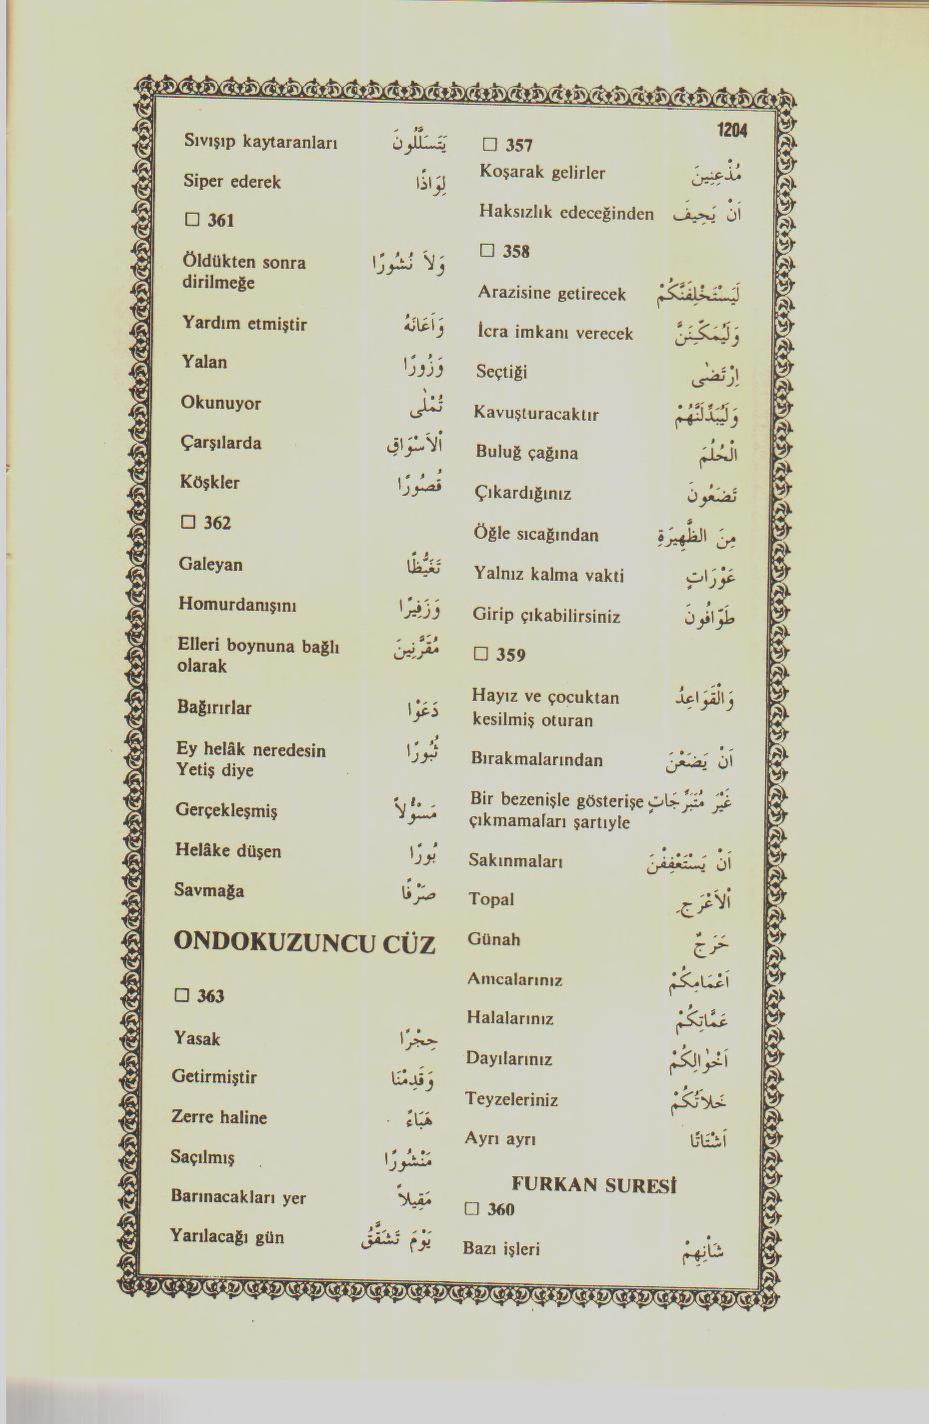 1204
□ 357
Koşarak gelirler مُذْعِنِينَ
Haksızlık edeceğinden اَنْ يَحِيفَ
□ 358
Arazisine getirecek لَيَسْتَخْلِفَنَّكُمْ
İcra imkanı verecek وَلَيُمَكِّنَنَّ
Seçtiği اِرْتَضٰى
Kavuşturacaktır وَلَيُبَدِّلَنَّهُمْ
Buluğ çağına الْحُلُمَ
Çıkardığınız تَضَعُونَ
Öğle sıcağından مِنَ الظَّهِيرَةِ
Yalnız kalma vakti عَوْرَاتٍ
Girip çıkabilirsiniz طَوَّافُونَ
□ 359
Hayız ve çocuktan وَالْقَوَاعِدُ
kesilmiş oturan
Bırakmalarından اَنْ يَضَعْنَ
Bir bezenişle gösterişe غَيْرَ مُتَبَرِّجَاتٍ
çıkmamaları şartıyle
Sakınmaları اَنْ يَسْتَعْفِفْنَ
Topal اْلاَعْرَجِ
Günah حَرَجٌ
Amcalarınız اَعْمَامِكُمْ
Halalarınız عَمَّاتِكُمْ
Dayılarınız اَخْوَالِكُمْ
Teyzeleriniz خَلاَتُكُمْ
Ayrı ayrı اَشْتَاتًا
FURKAN SURESİ
□ 360
Bazı işleri شَاْنِهِمْ
Sıvışıp kaytaranları يَتَسَلَّلُونَ
Siper ederek لِوَاذًا
□ 361
Öldükten sonra وَلاَ نُشُورًا
dirilmeğe
Yardım etmiştir وَاَعَانَهُ
Yalan وَزُورًا
Okunuyor تُمْلٰى
Çarşılarda اْلاَسْوَاقِ
Köşkler قُصُورًا
□ 362
Galeyan تَغَيُّظًا
Homurdanışını وَزَفِيرًا
Elleri boynuna bağlı مُقَرَّنِينَ
olarak
Bağırırlar دَعَوْا
Ey helâk neredesin ثُبُورًا
Yetiş diye
Gerçekleşmiş مَسْؤُلاً
Helâke düşen بُورًا
Savmağa صَرْفًا
ONDOKUZUNCU CÜZ
□ 363
Yasak حِجْرًا
Getirmiştir وَقَدِمْنَا
Zerre haline هَبَاءً
Saçılmış مَنْشُورًا
Barınacakları yer مَقِيلاً
Yarılacağı gün يَوْمَ تَشَقَّقُ